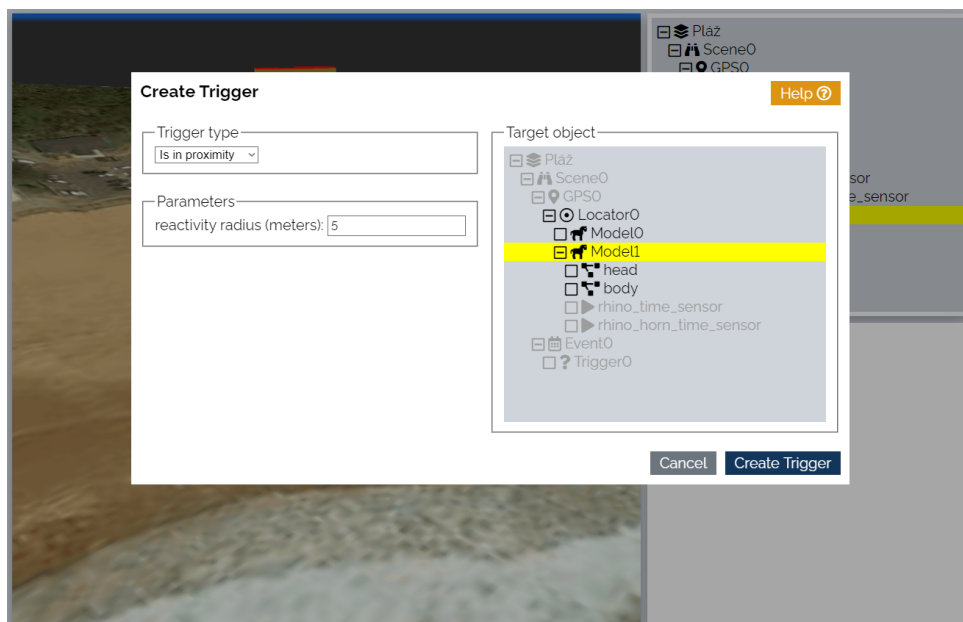 Pláž
Scene0
GPS0
Create Trigger
Help
Trigger type
Is in proximity
Parameters
reactivity radius (meters): 5
Target object
Pláž
Scene0
GPS0
Locator0
Model0
Model1
head
body
rhino_time_sensor
rhino_horn_time_sensor
Event0
Trigger0
sor
e_sensor
Cancel
Create Trigger